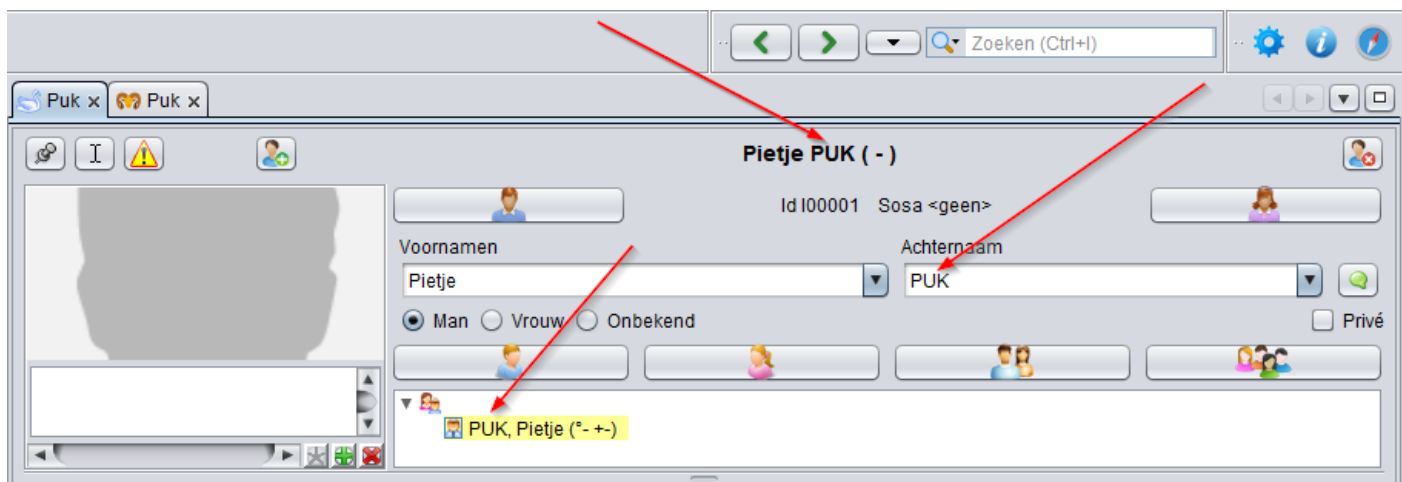 Zoeken (Ctrl+I)
Puk x Puk x
Pietje PUK ( - )
Id I00001 Sosa <geen>
Voornamen Achternaam
Pietje PUK
Man Vrouw Onbekend Privé
PUK, Pietje (°- +-)